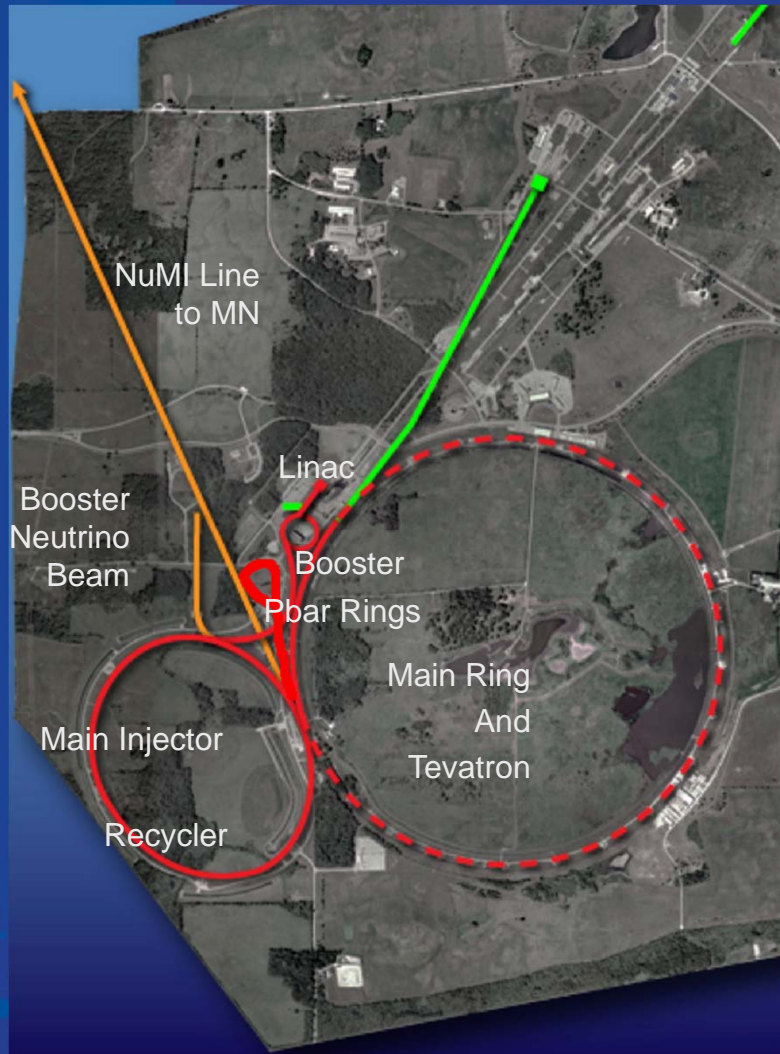 NuMI Line
to MN
Linac
Booster
Neutrino
Beam
Booster
Pbar Rings
Main Ring
And
Tevatron
Main Injector
Recycler